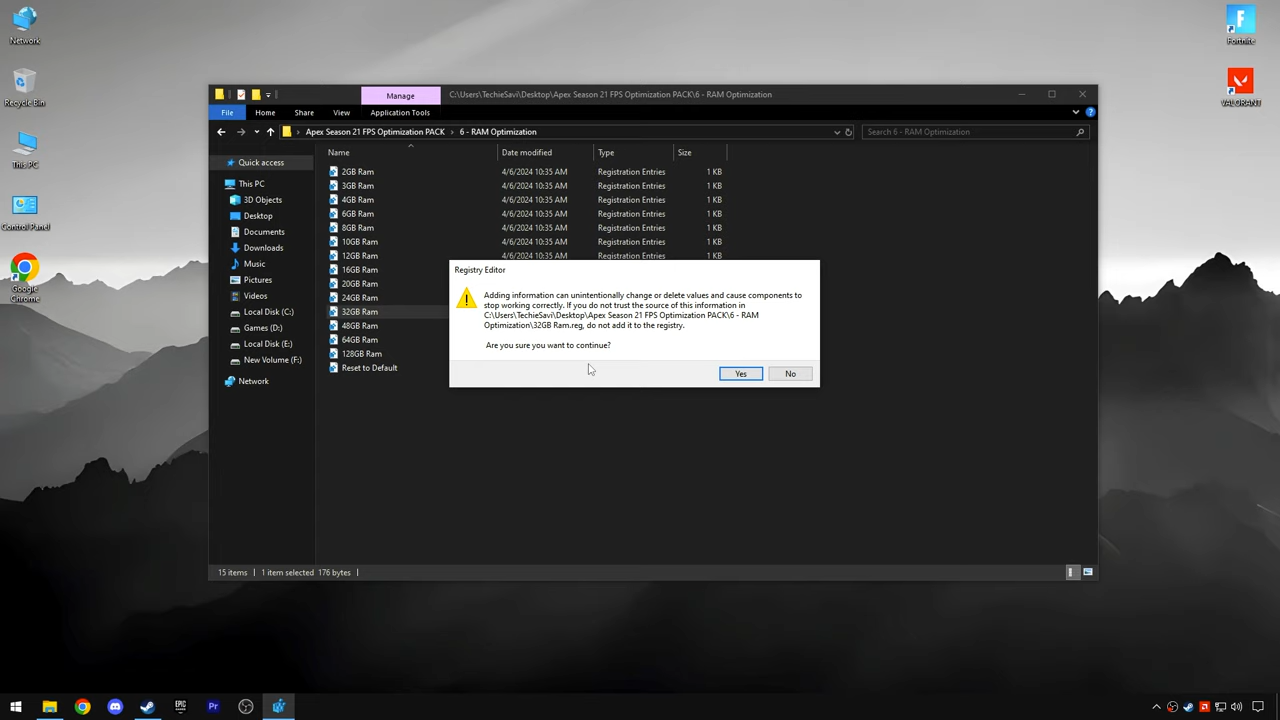 Network
Recycle Bin
This PC
Control Panel
Google
Chrome
Fortnite
VALORANT
Manage
C:\Users\TechieSavi\Desktop\Apex Season 21 FPS Optimization PACK\6 - RAM Optimization
File
Home
Share
View
Application Tools
Apex Season 21 FPS Optimization PACK
6 - RAM Optimization
Search 6 - RAM Optimization
Quick access
This PC
3D Objects
Desktop
Documents
Downloads
Music
Pictures
Videos
Local Disk (C:)
Games (D:)
Local Disk (E:)
New Volume (F:)
Network
Name Date modified Type Size
2GB Ram 4/6/2024 10:35 AM Registration Entries 1 KB
3GB Ram 4/6/2024 10:35 AM Registration Entries 1 KB
4GB Ram 4/6/2024 10:35 AM Registration Entries 1 KB
6GB Ram 4/6/2024 10:35 AM Registration Entries 1 KB
8GB Ram 4/6/2024 10:35 AM Registration Entries 1 KB
10GB Ram 4/6/2024 10:35 AM Registration Entries 1 KB
12GB Ram 4/6/2024 10:35 AM Registration Entries 1 KB
16GB Ram
20GB Ram
24GB Ram
32GB Ram
48GB Ram
64GB Ram
128GB Ram
Reset to Default
Registry Editor
Adding information can unintentionally change or delete values and cause components to
stop working correctly. If you do not trust the source of this information in
C:\Users\TechieSavi\Desktop\Apex Season 21 FPS Optimization PACK\6 - RAM
Optimization\32GB Ram.reg, do not add it to the registry.
Are you sure you want to continue?
Yes
No
15 items
1 item selected 176 bytes
EPIC
GAMES
Pr